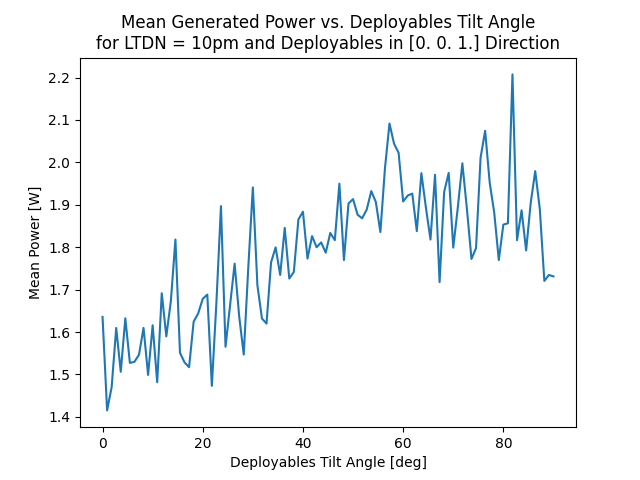 Mean Generated Power vs. Deployables Tilt Angle
for LTDN = 10pm and Deployables in [0. 0. 1.] Direction
2.2
2.1
2.0
1.9
1.8
1.7
1.6
1.5
1.4
Mean Power [W]
0 20 40 60 80
Deployables Tilt Angle [deg]